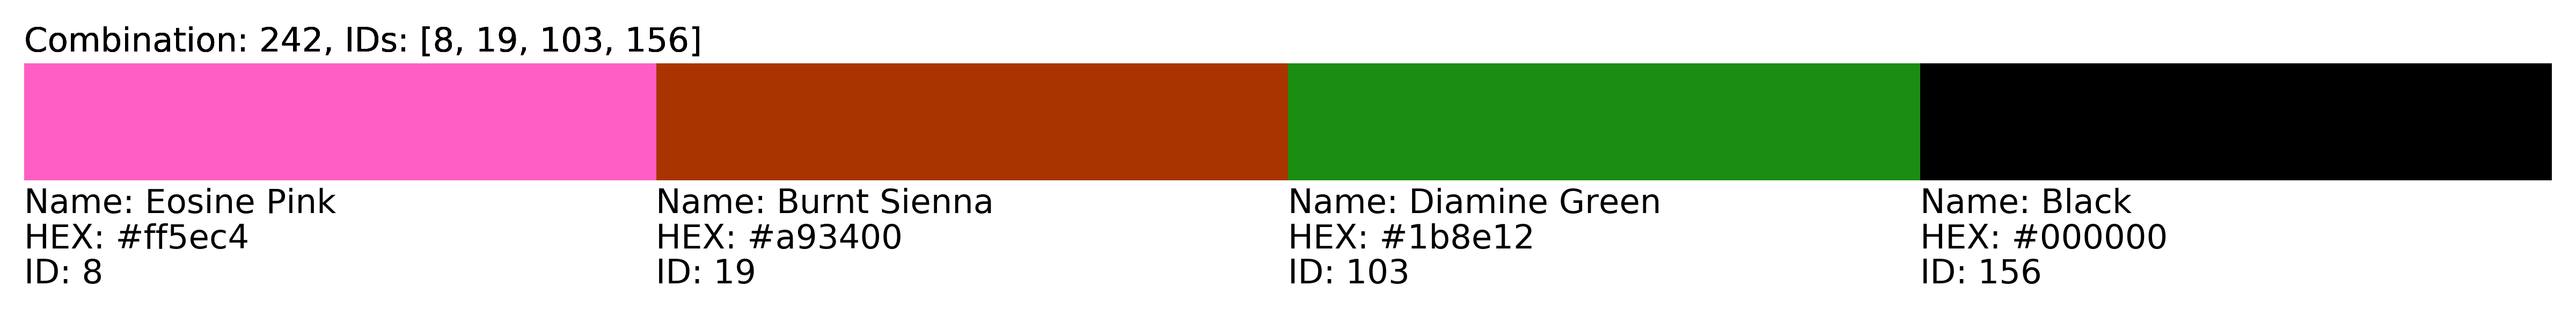 Combination: 242, IDs: [8, 19, 103, 156]
Name: Eosine Pink
HEX: #ff5ec4
ID: 8
Name: Burnt Sienna
HEX: #a93400
ID: 19
Name: Diamine Green
HEX: #1b8e12
ID: 103
Name: Black
HEX: #000000
ID: 156